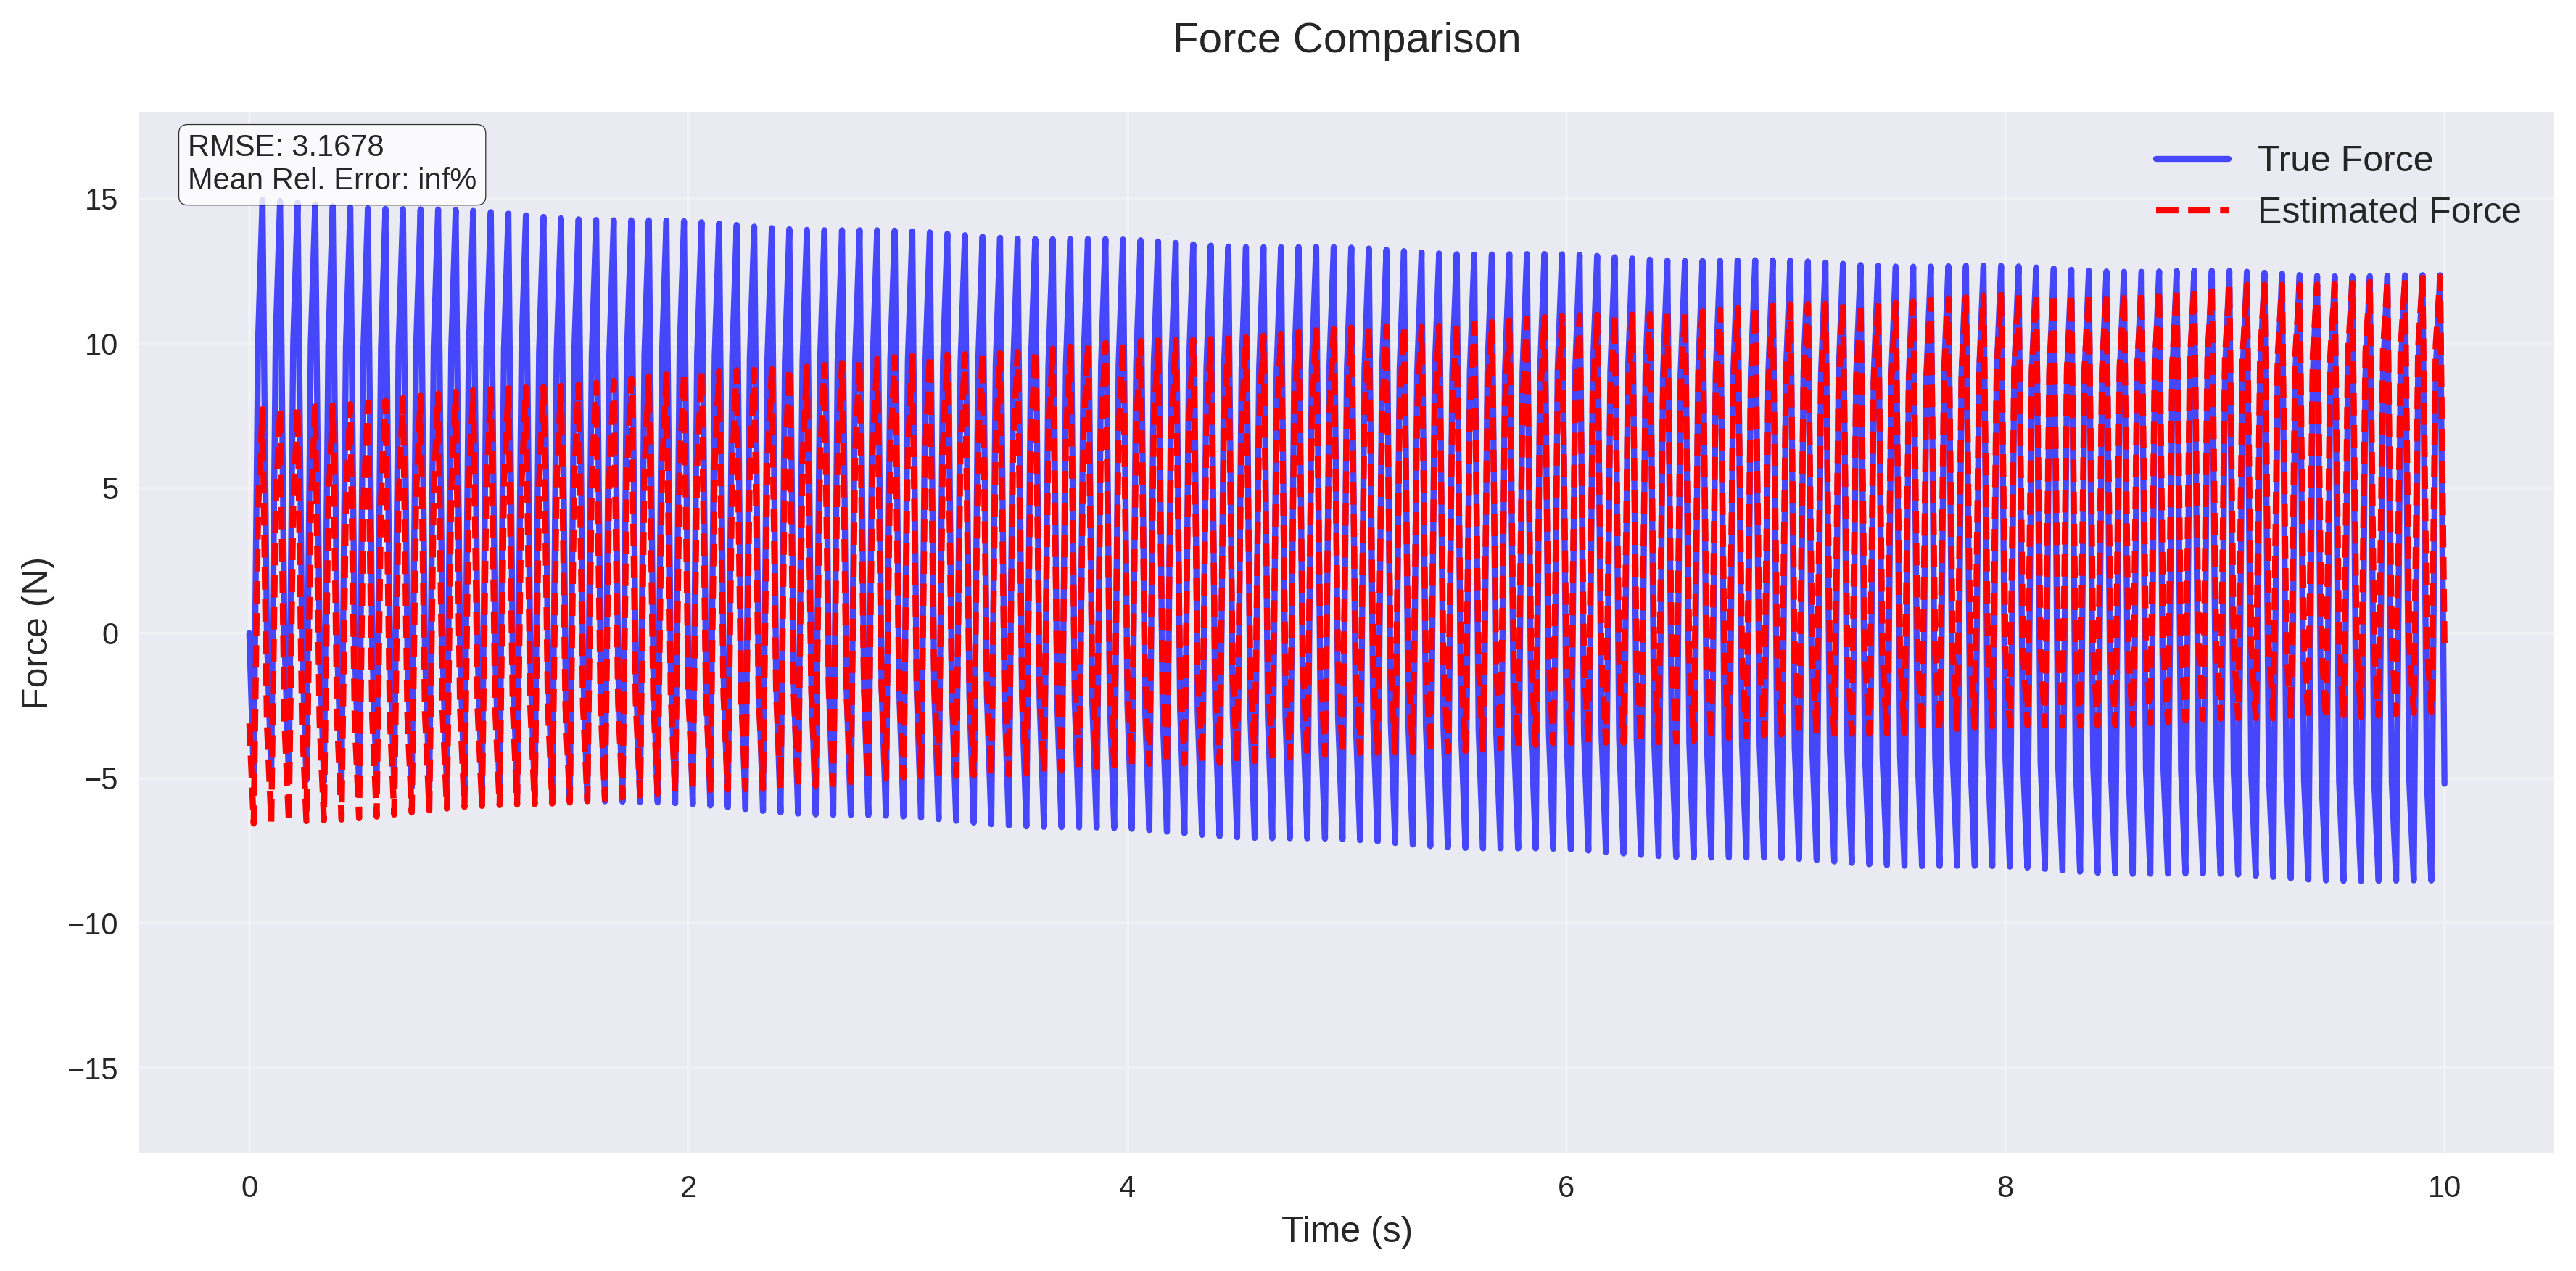 Force Comparison
RMSE: 3.1678
Mean Rel. Error: inf%
True Force
Estimated Force
15
10
5
0
−5
−10
−15
Force (N)
0 2 4 6 8 10
Time (s)